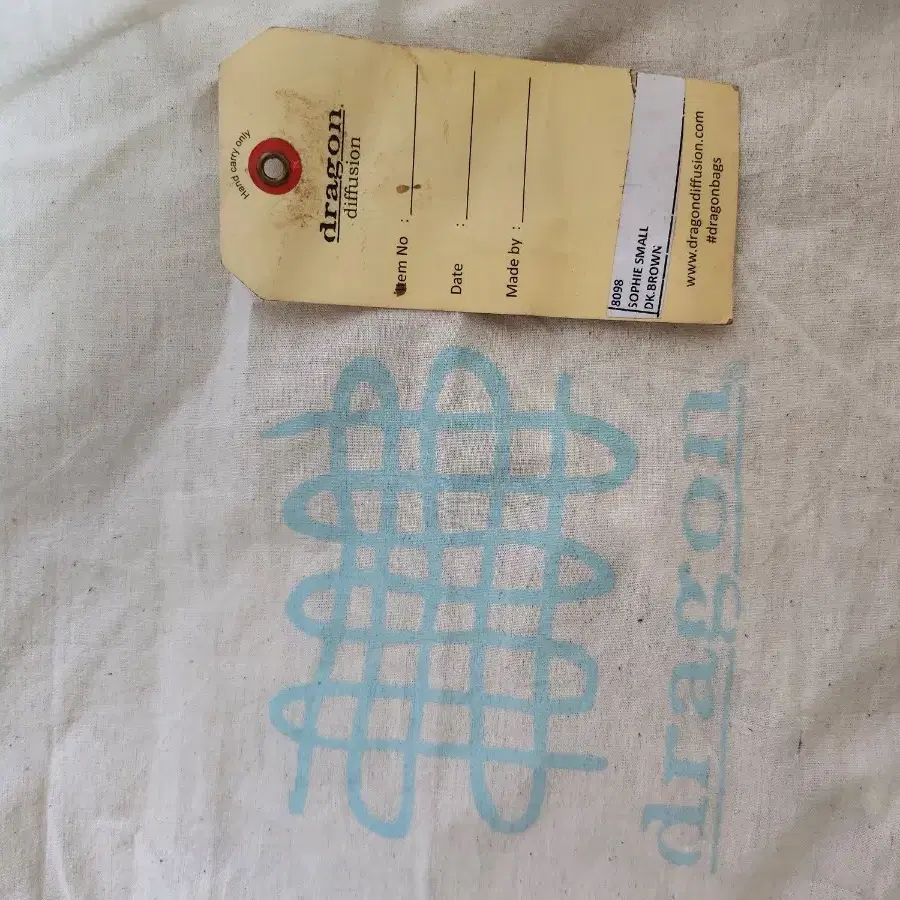 Hand carry only
dragon
diffusion
Item No :
Date :
Made by :
8098
SOPHIE SMALL
DK.BROWN
www.dragondiffusion.com
#dragonbags
dragon®